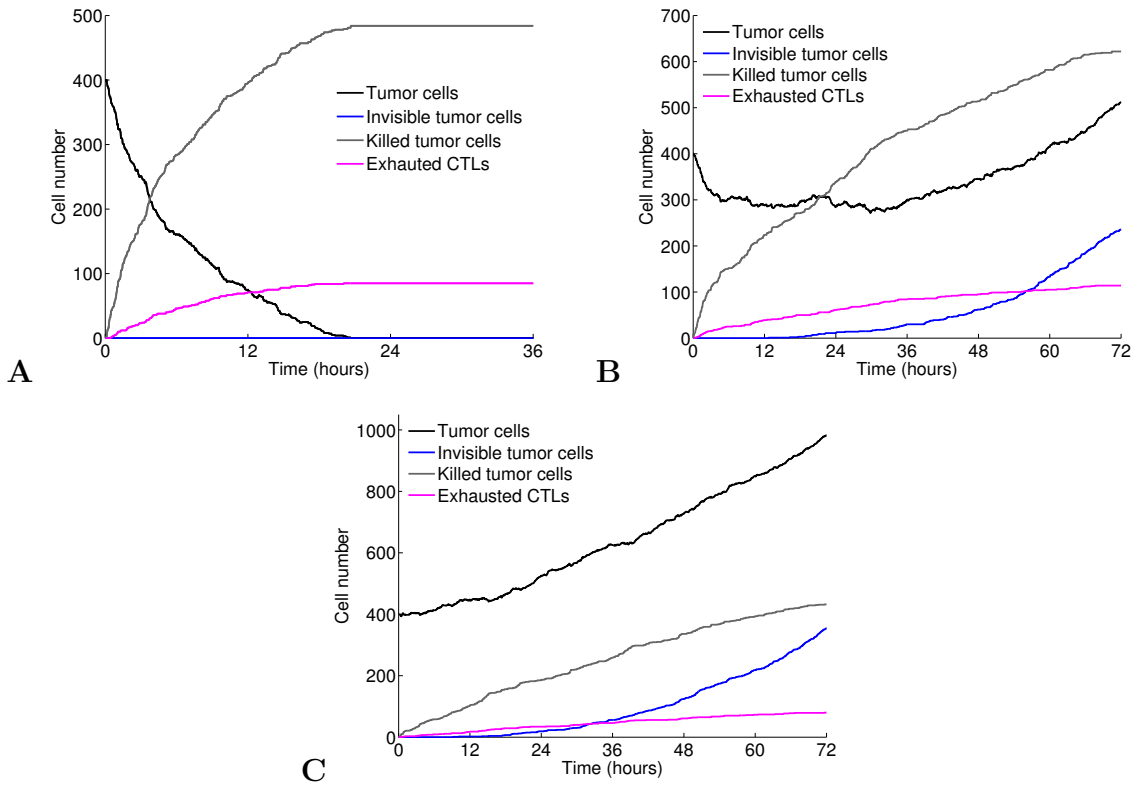 500
400
300
200
100
0
Cell number
Tumor cells
Invisible tumor cells
Killed tumor cells
Exhauted CTLs
0 12 24 36
Time (hours)
A
700
600
500
400
300
200
100
0
Cell number
Tumor cells
Invisible tumor cells
Killed tumor cells
Exhausted CTLs
0 12 24 36 48 60 72
Time (hours)
B
1000
800
600
400
200
0
Cell number
Tumor cells
Invisible tumor cells
Killed tumor cells
Exhausted CTLs
0 12 24 36 48 60 72
Time (hours)
C